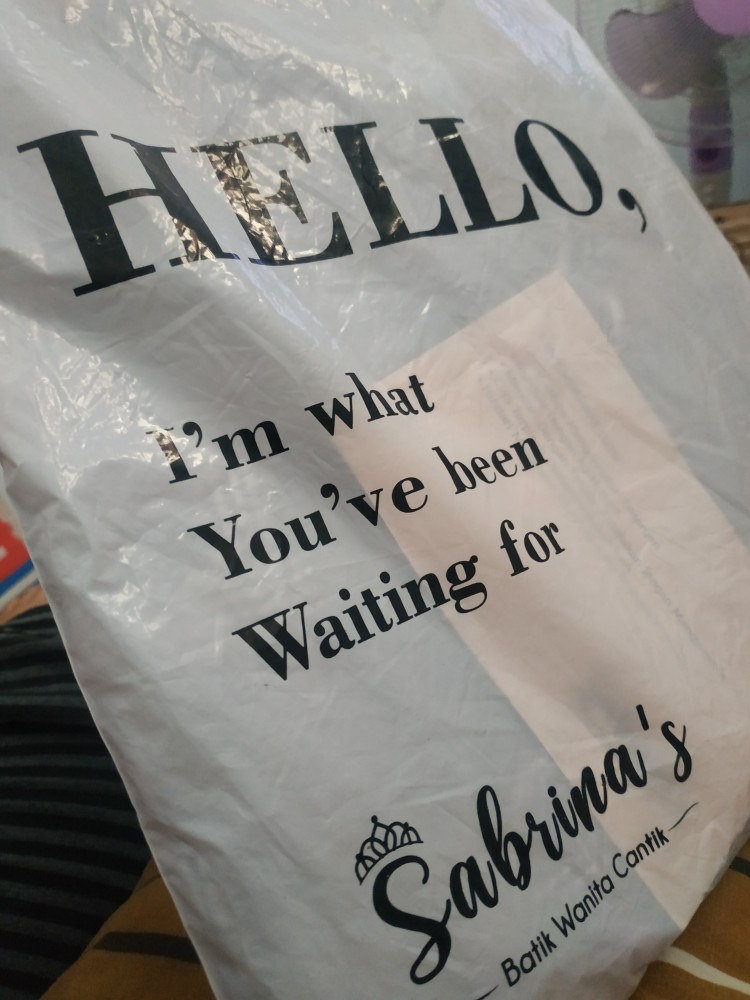 HELLO,
I'm what
You've been
Waiting for
Sabrina's
Batik Wanita Cantik